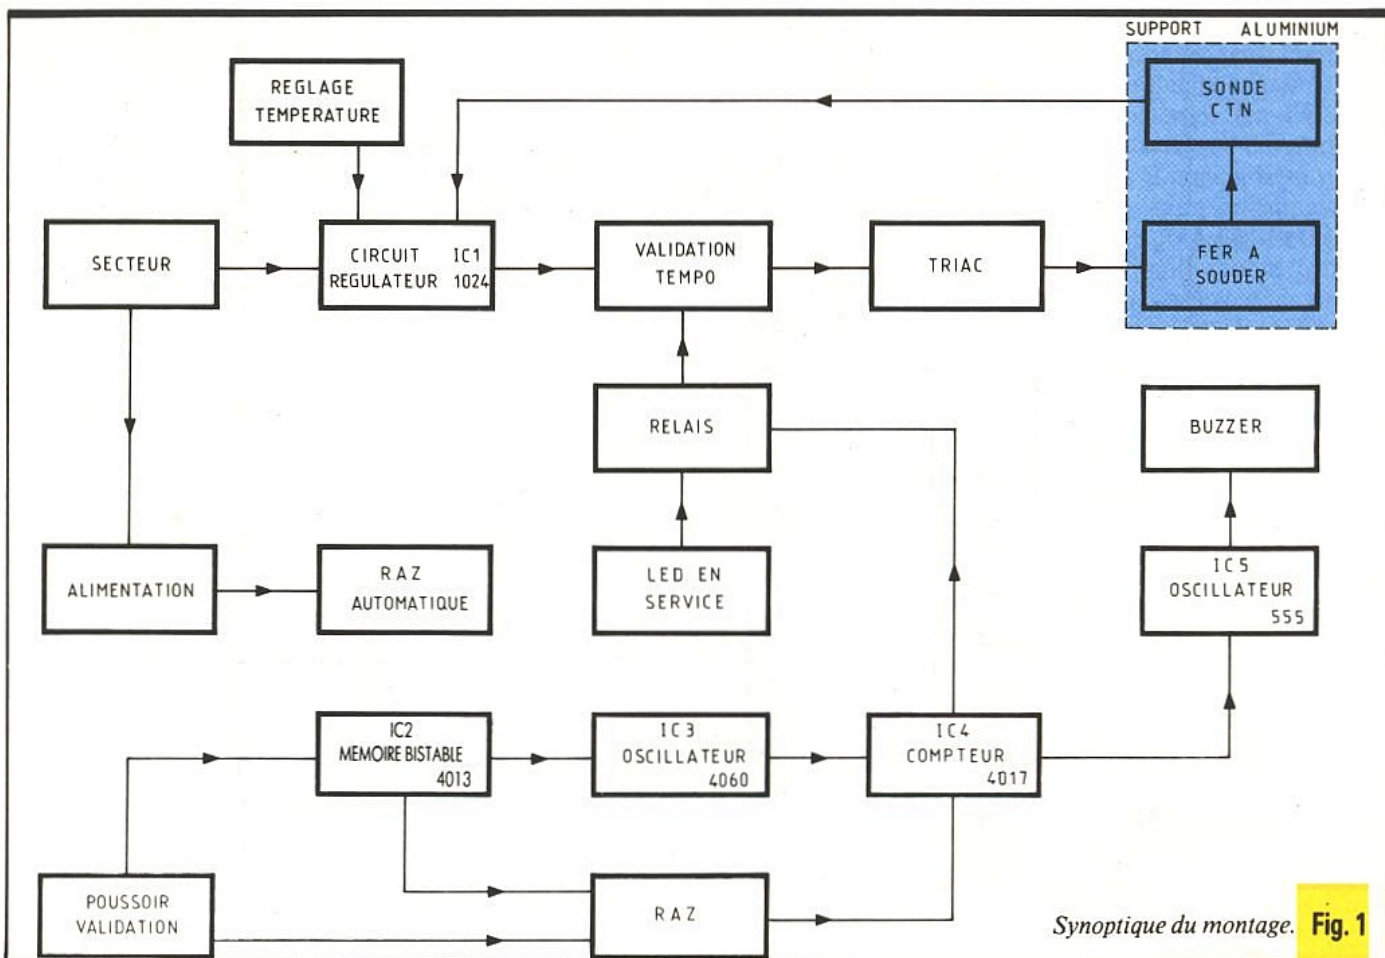 SUPPORT ALUMINIUM
REGLAGE
TEMPERATURE
SONDE
CTN
SECTEUR
CIRCUIT IC1
REGULATEUR 1024
VALIDATION
TEMPO
TRIAC
FER A
SOUDER
RELAIS
BUZZER
ALIMENTATION
RAZ
AUTOMATIQUE
LED EN
SERVICE
IC5
OSCILLATEUR
555
IC2
MEMOIRE BISTABLE
4013
IC3
OSCILLATEUR
4060
IC4
COMPTEUR
4017
POUSSOIR
VALIDATION
RAZ
Synoptique du montage. Fig. 1